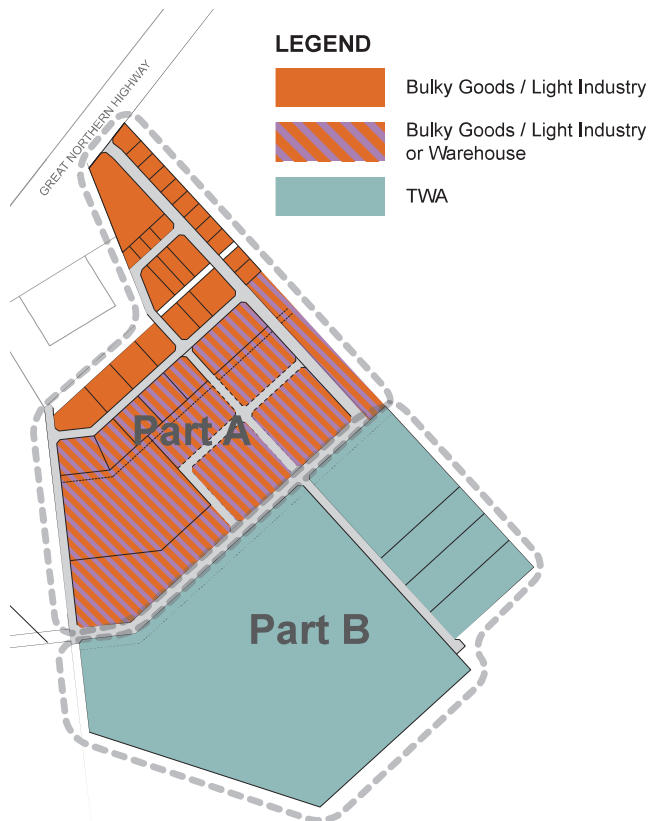 LEGEND
Bulky Goods / Light Industry
Bulky Goods / Light Industry
or Warehouse
TWA
GREAT NORTHERN HIGHWAY
Part A
Part B